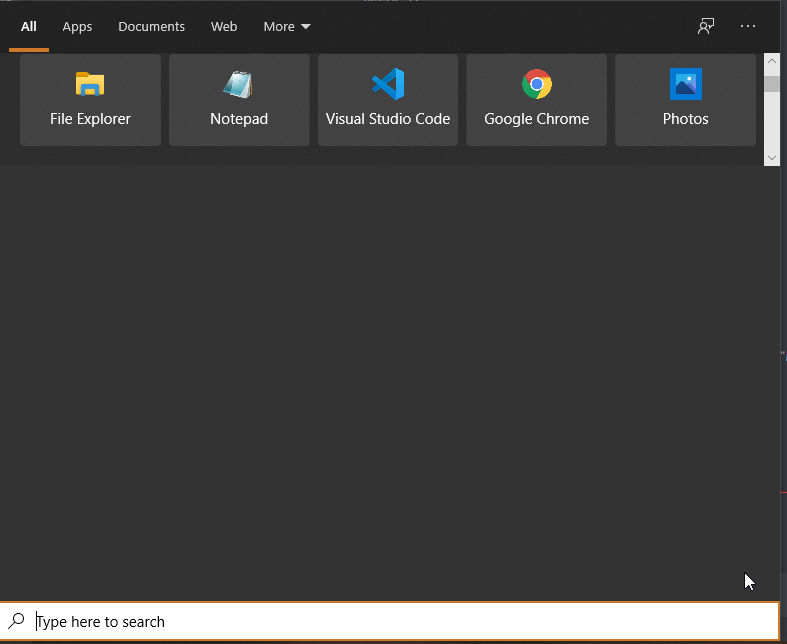 All Apps Documents Web More
File Explorer Notepad Visual Studio Code Google Chrome Photos
Type here to search